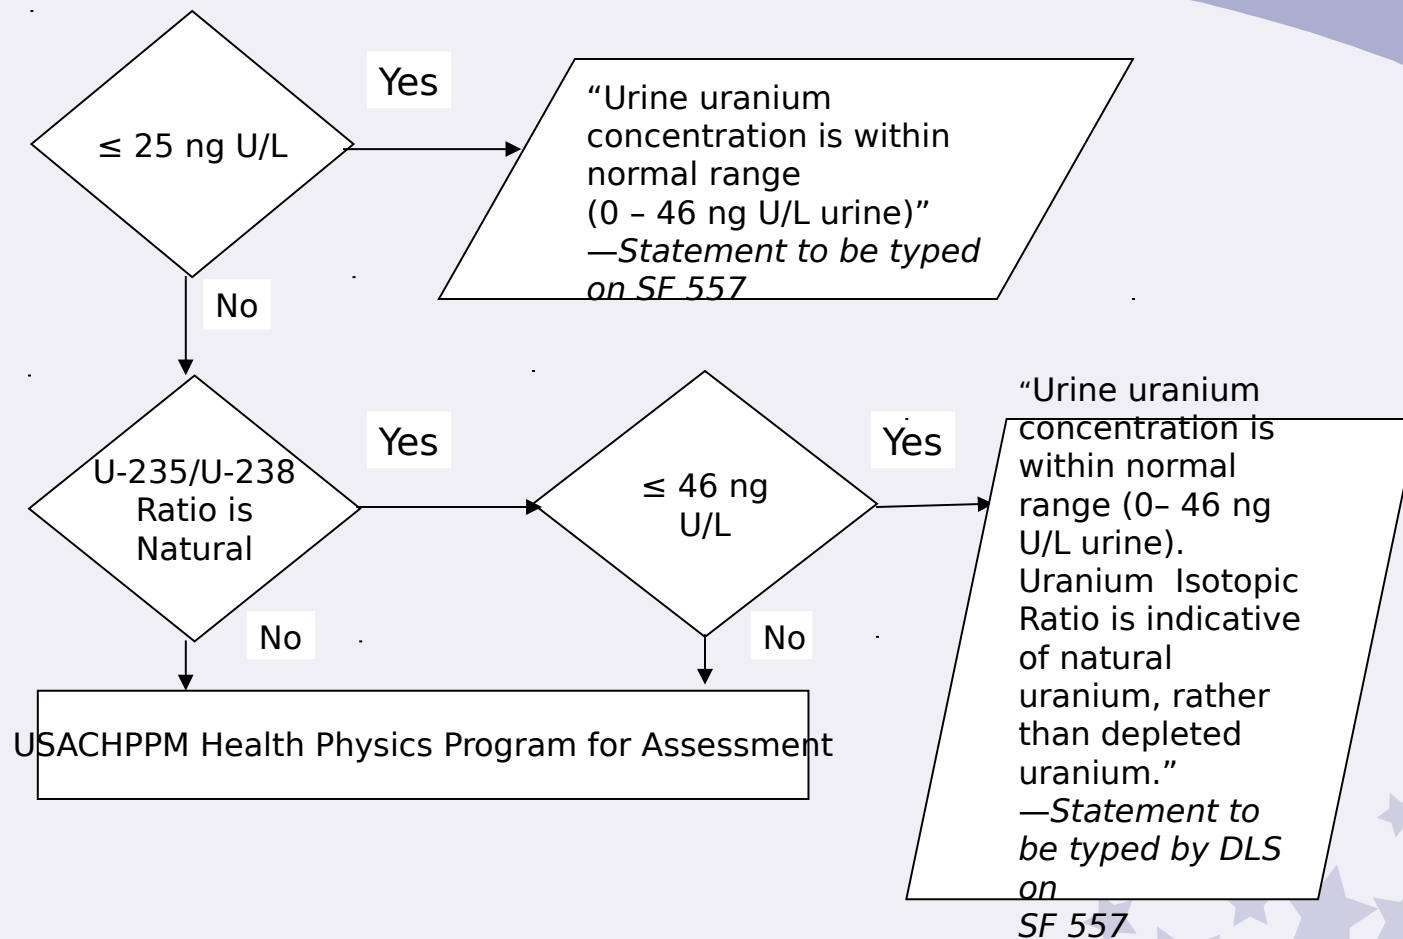 ≤ 25 ng U/L
Yes
“Urine uranium
concentration is within
normal range
(0 – 46 ng U/L urine)”
—Statement to be typed
on SF 557
No
U-235/U-238
Ratio is
Natural
Yes
≤ 46 ng
U/L
Yes
“Urine uranium
concentration is
within normal
range (0– 46 ng
U/L urine).
Uranium  Isotopic
Ratio is indicative
of natural
uranium, rather
than depleted
uranium.”
—Statement to
be typed by DLS
on
SF 557
No
No
USACHPPM Health Physics Program for Assessment